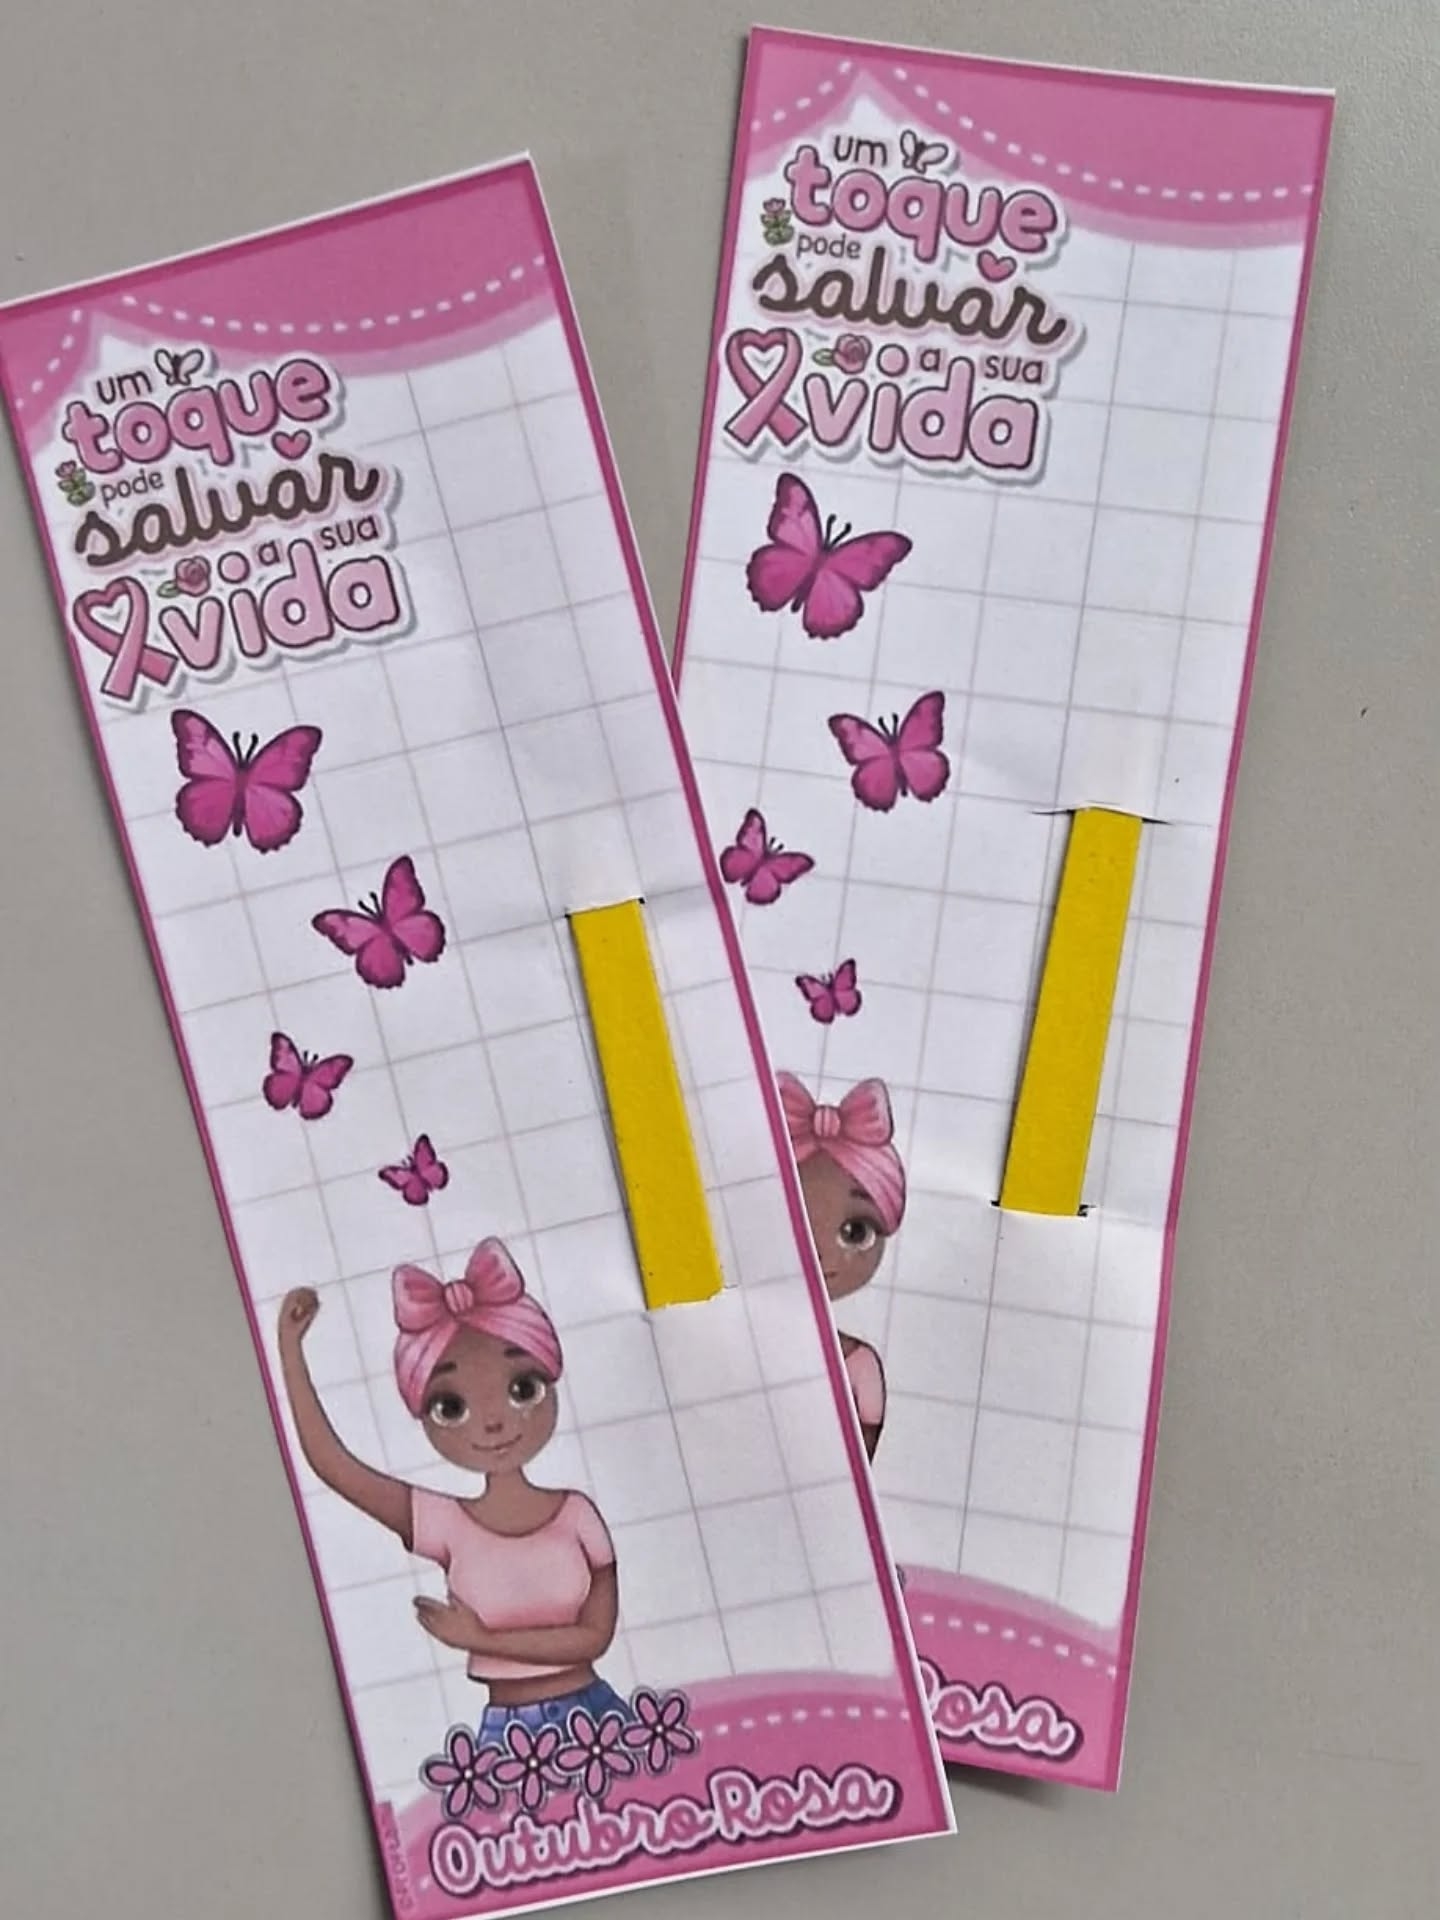 um
toque
pode
salvar
a sua
vida
Outubro Rosa
um
toque
pode
salvar
a sua
vida
Rosa